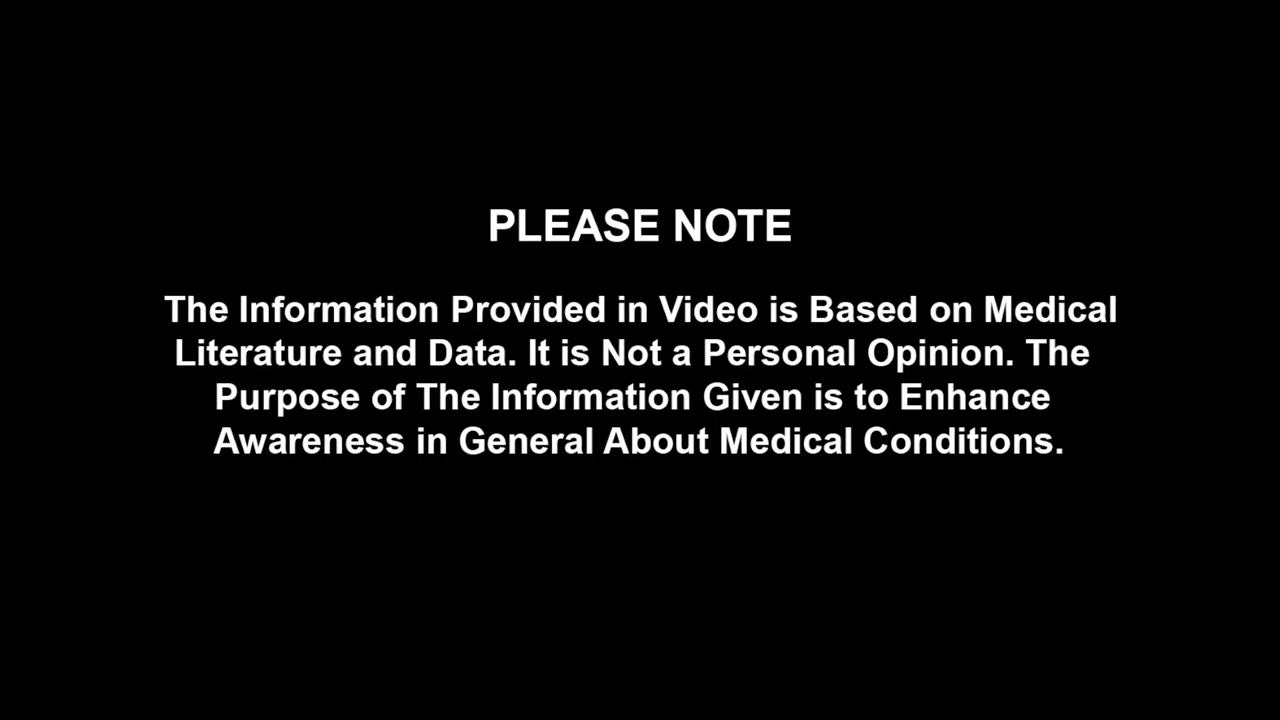 PLEASE NOTE
The Information Provided in Video is Based on Medical
Literature and Data. It is Not a Personal Opinion. The
Purpose of The Information Given is to Enhance
Awareness in General About Medical Conditions.